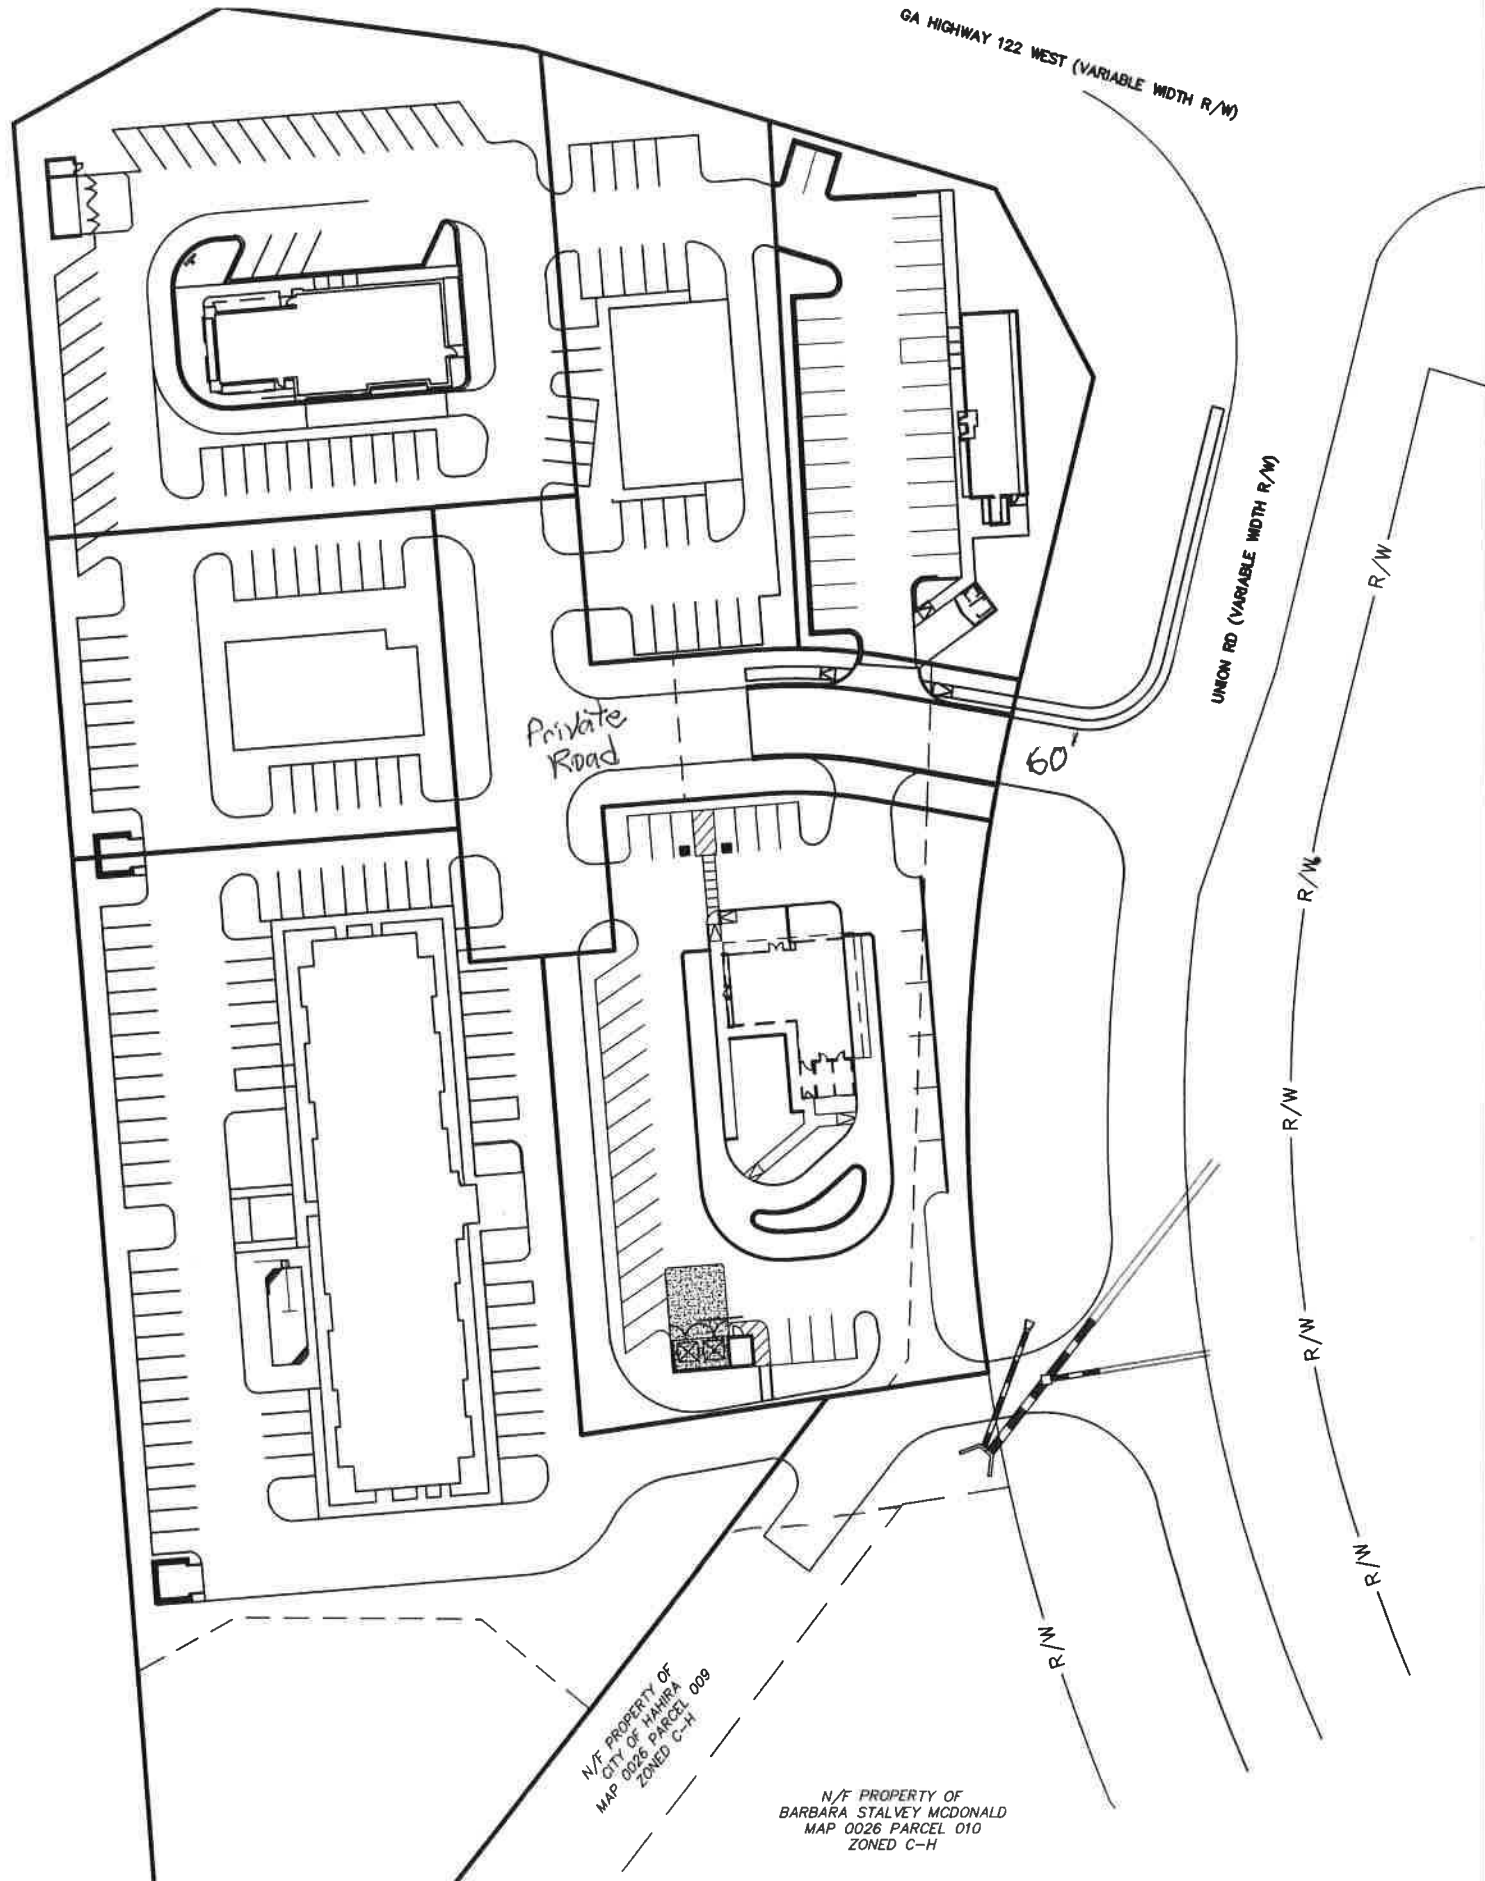 GA HIGHWAY 122 WEST (VARIABLE WIDTH R/W)
UNION RD (VARIABLE WIDTH R/W)
R/W
Private
Road
60'
R/W
R/W
R/W
R/W
R/W
N/F PROPERTY OF
CITY OF HAHIRA
MAP 0026 PARCEL 009
ZONED C-H
N/F PROPERTY OF
BARBARA STALVEY MCDONALD
MAP 0026 PARCEL 010
ZONED C-H